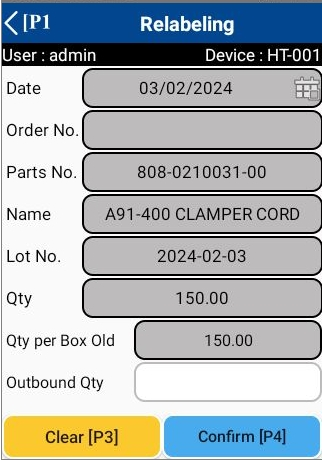 [P1 Relabeling
User : admin Device : HT-001
Date 03/02/2024
Order No.
Parts No. 808-0210031-00
Name A91-400 CLAMPER CORD
Lot No. 2024-02-03
Qty 150.00
Qty per Box Old 150.00
Outbound Qty
Clear [P3] Confirm [P4]